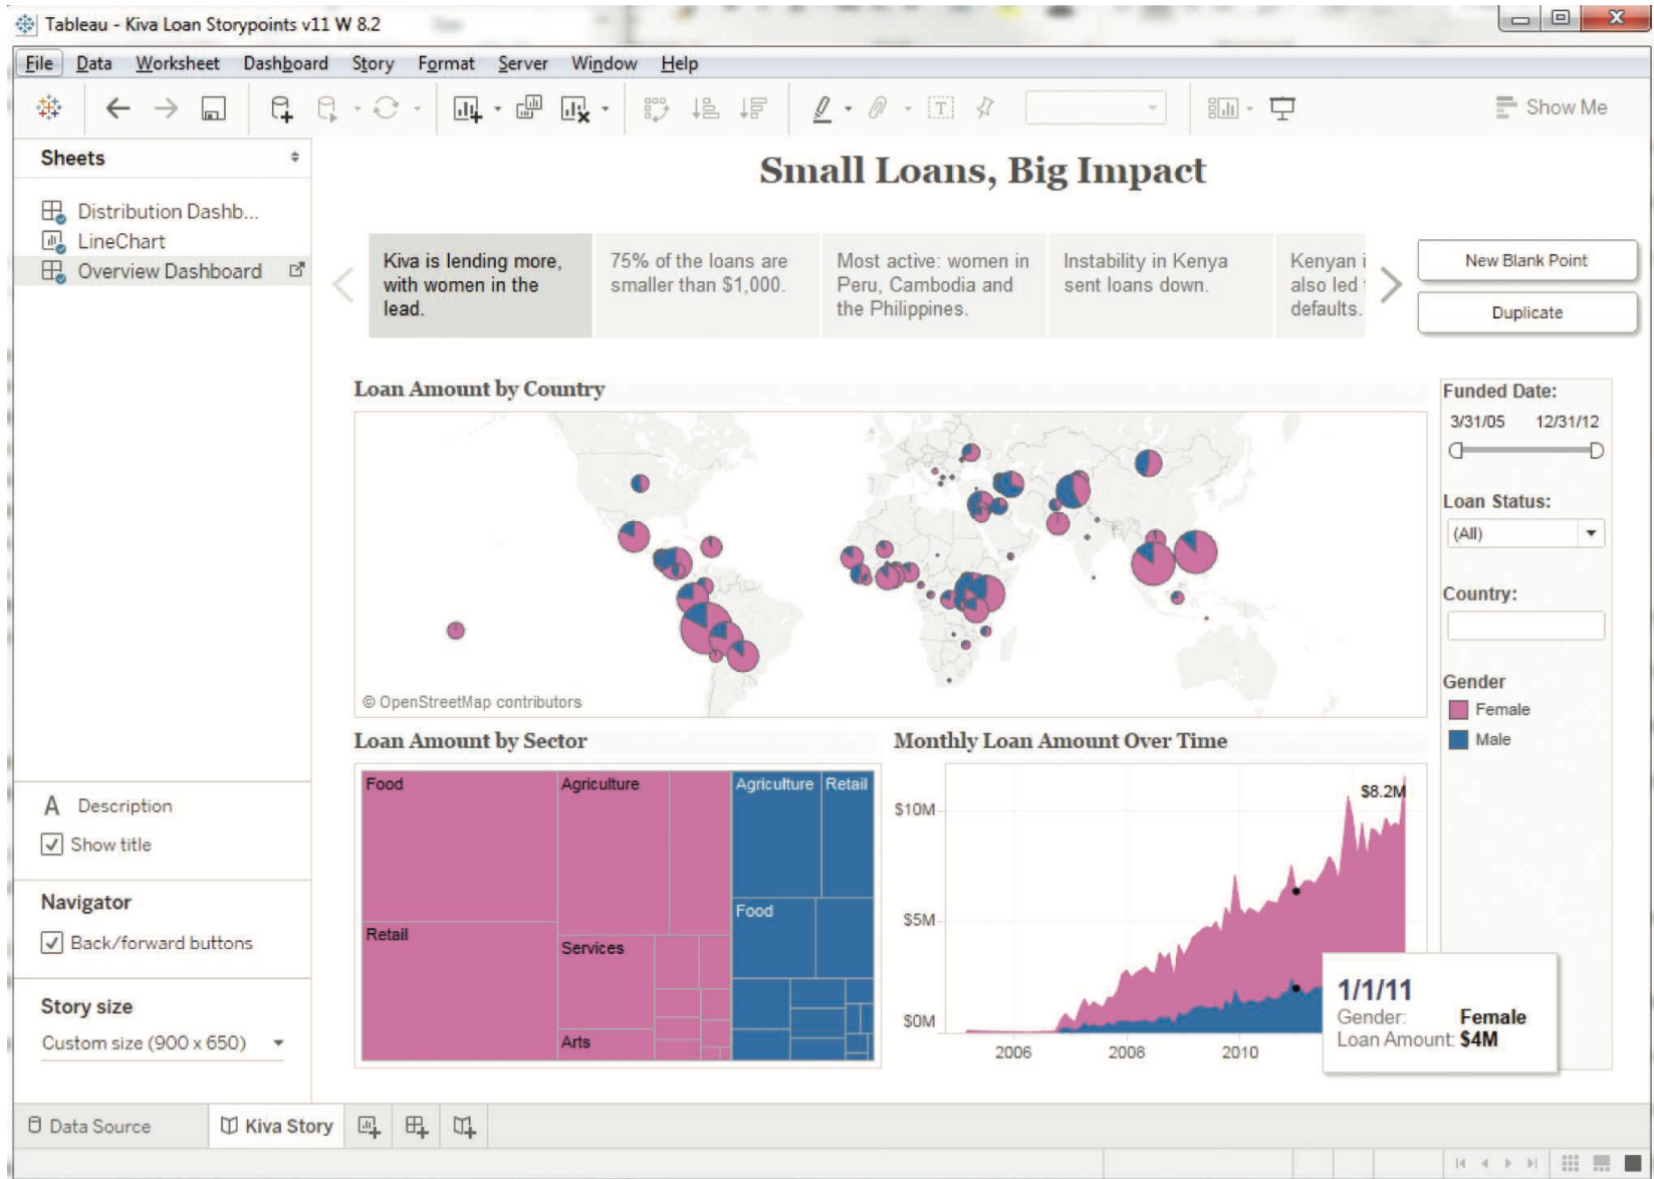 Tableau - Kiva Loan Storypoints v11 W 8.2
File Data Worksheet Dashboard Story Format Server Window Help
Show Me
Sheets
Distribution Dashb...
LineChart
Overview Dashboard
Small Loans, Big Impact
Kiva is lending more,
with women in the
lead.
75% of the loans are
smaller than $1,000.
Most active: women in
Peru, Cambodia and
the Philippines.
Instability in Kenya
sent loans down.
Kenyan i
also led
defaults.
New Blank Point
Duplicate
Loan Amount by Country
© OpenStreetMap contributors
Funded Date:
3/31/05 12/31/12
Loan Status:
(All)
Country:
Gender
Female
Male
Loan Amount by Sector
Food
Agriculture
Agriculture
Retail
Food
Retail
Services
Arts
Monthly Loan Amount Over Time
$8.2M
$10M
$5M
$0M
2006 2008 2010
1/1/11
Gender: Female
Loan Amount: $4M
A Description
Show title
Navigator
Back/forward buttons
Story size
Custom size (900 x 650)
Data Source
Kiva Story